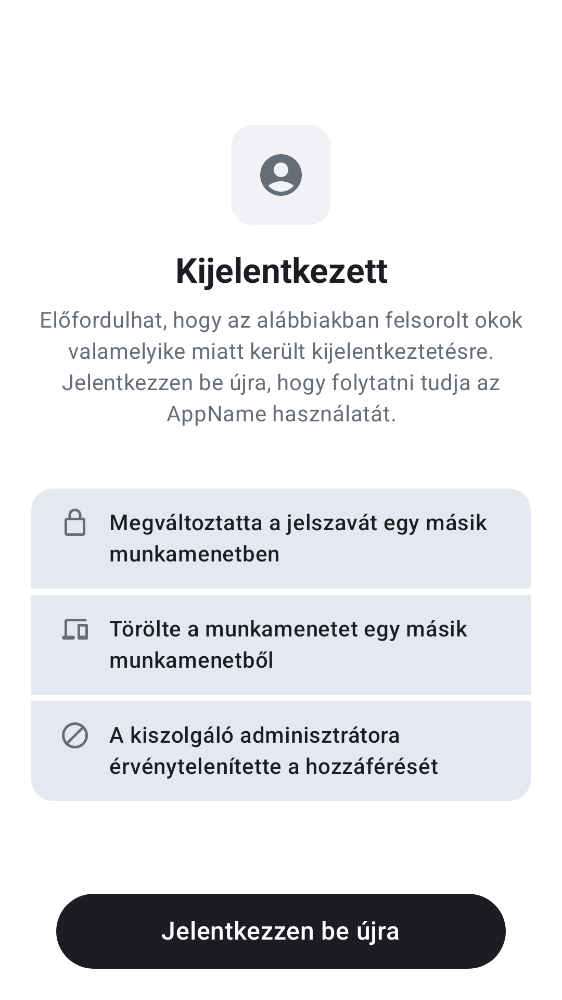 Kijelentkezett
Előfordulhat, hogy az alábbiakban felsorolt okok
valamelyike miatt került kijelentkeztetésre.
Jelentkezzen be újra, hogy folytatni tudja az
AppName használatát.
Megváltoztatta a jelszavát egy másik
munkamenetben
Törölte a munkamenetet egy másik
munkamenetből
A kiszolgáló adminisztrátora
érvénytelenítette a hozzáférését
Jelentkezzen be újra